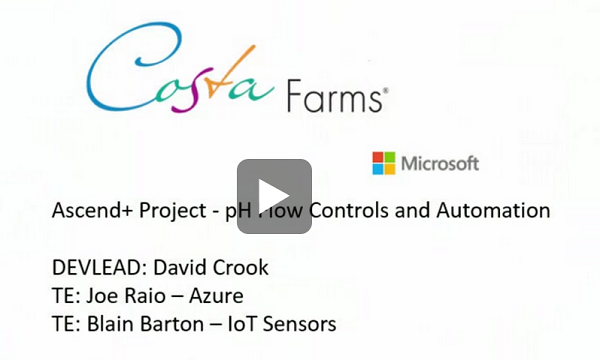 Costa Farms®
Microsoft
Ascend+ Project - pH Flow Controls and Automation
DEVLEAD: David Crook
TE: Joe Raio – Azure
TE: Blain Barton – IoT Sensors